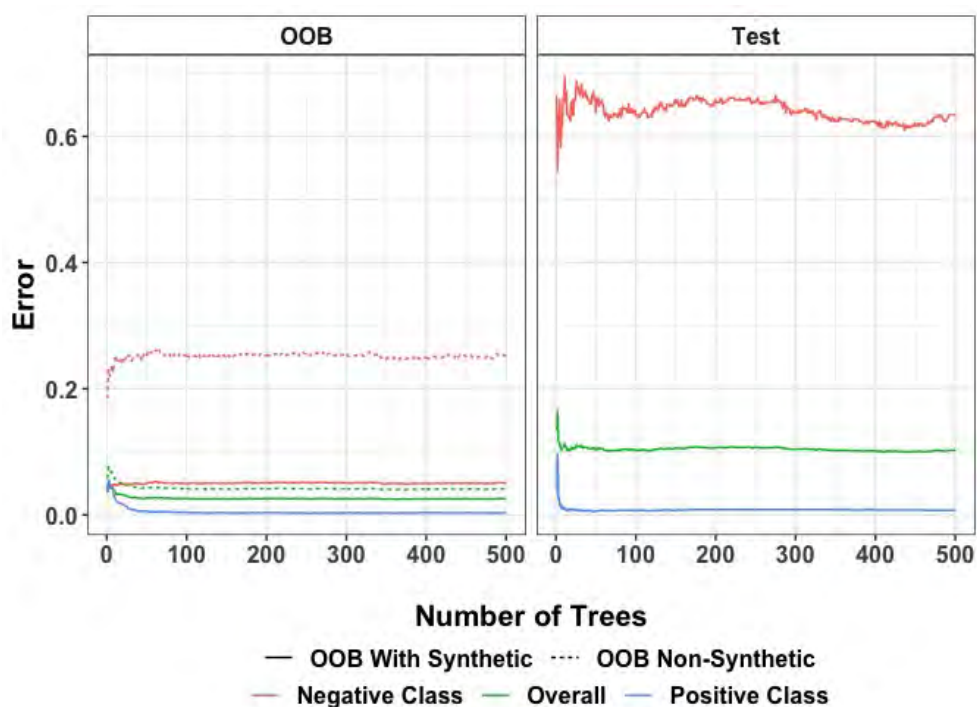 OOB Test
0.6
0.4
0.2
0.0
Error
0 100 200 300 400 500 0 100 200 300 400 500
Number of Trees
OOB With Synthetic OOB Non-Synthetic
Negative Class Overall Positive Class